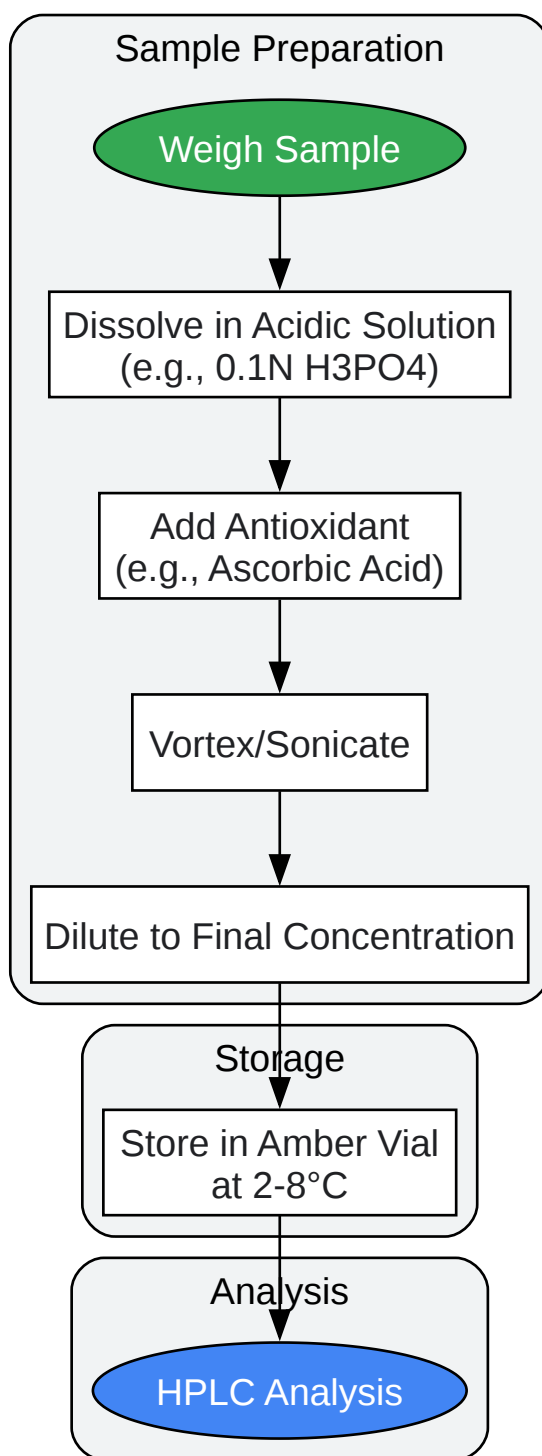 Sample Preparation
Weigh Sample
Dissolve in Acidic Solution
(e.g., 0.1N H3PO4)
Add Antioxidant
(e.g., Ascorbic Acid)
Vortex/Sonicate
Dilute to Final Concentration
Storage
Store in Amber Vial
at 2-8°C
Analysis
HPLC Analysis